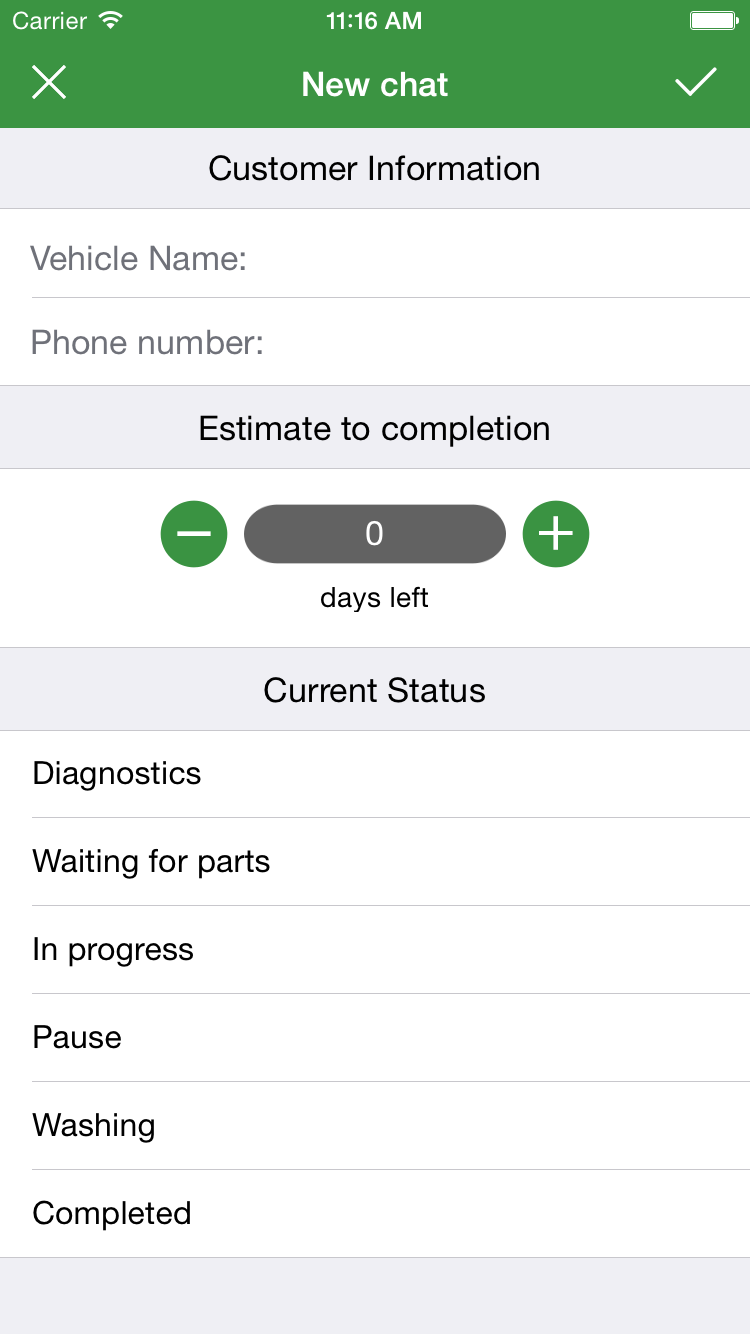 Carrier 11:16 AM
New chat
Customer Information
Vehicle Name:
Phone number:
Estimate to completion
0
days left
Current Status
Diagnostics
Waiting for parts
In progress
Pause
Washing
Completed